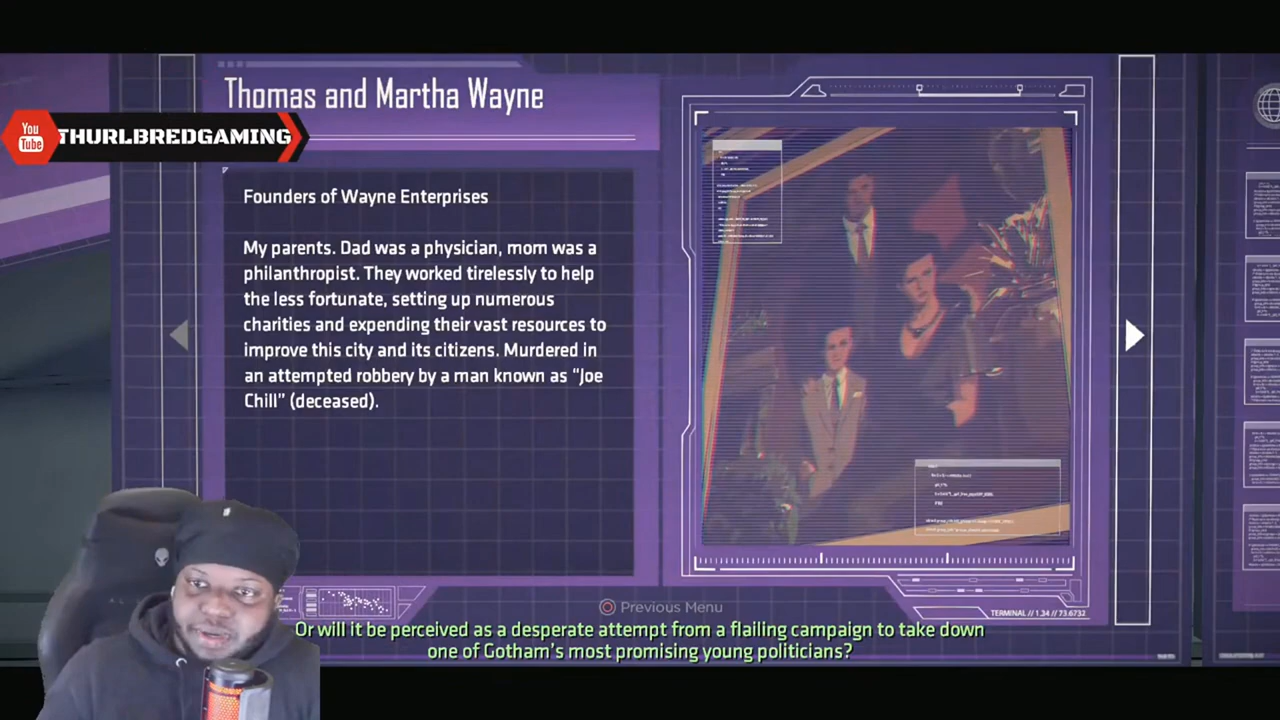 Thomas and Martha Wayne
You
Tube
THURLBREDGAMING
Founders of Wayne Enterprises
My parents. Dad was a physician, mom was a
philanthropist. They worked tirelessly to help
the less fortunate, setting up numerous
charities and expending their vast resources to
improve this city and its citizens. Murdered in
an attempted robbery by a man known as “Joe
Chill” (deceased).
Previous Menu
TERMINAL // 1.34 // 73.6732
Or will it be perceived as a desperate attempt from a flailing campaign to take down
one of Gotham's most promising young politicians?